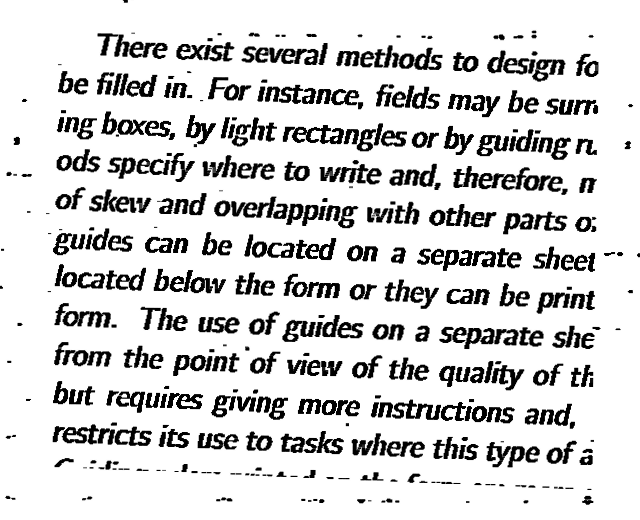 There exist several methods to design fo
be filled in. For instance, fields may be surr
ing boxes, by light rectangles or by guiding ru
ods specify where to write and, therefore, m
of skew and overlapping with other parts o
guides can be located on a separate sheet
located below the form or they can be print
form. The use of guides on a separate she
from the point of view of the quality of th
but requires giving more instructions and,
restricts its use to tasks where this type of a